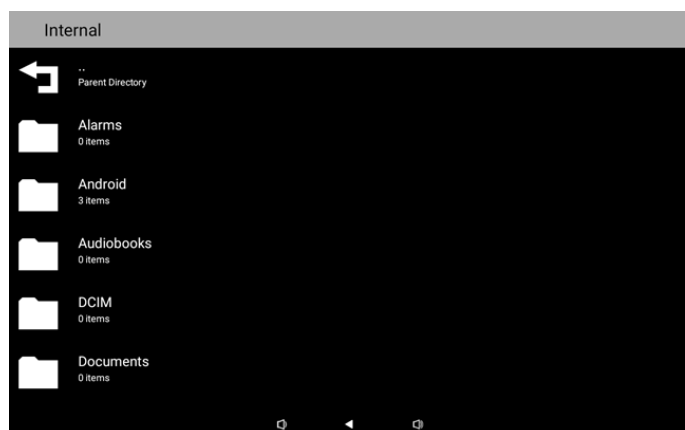 Internal
..
Parent Directory
Alarms
0 items
Android
3 items
Audiobooks
0 items
DCIM
0 items
Documents
0 items